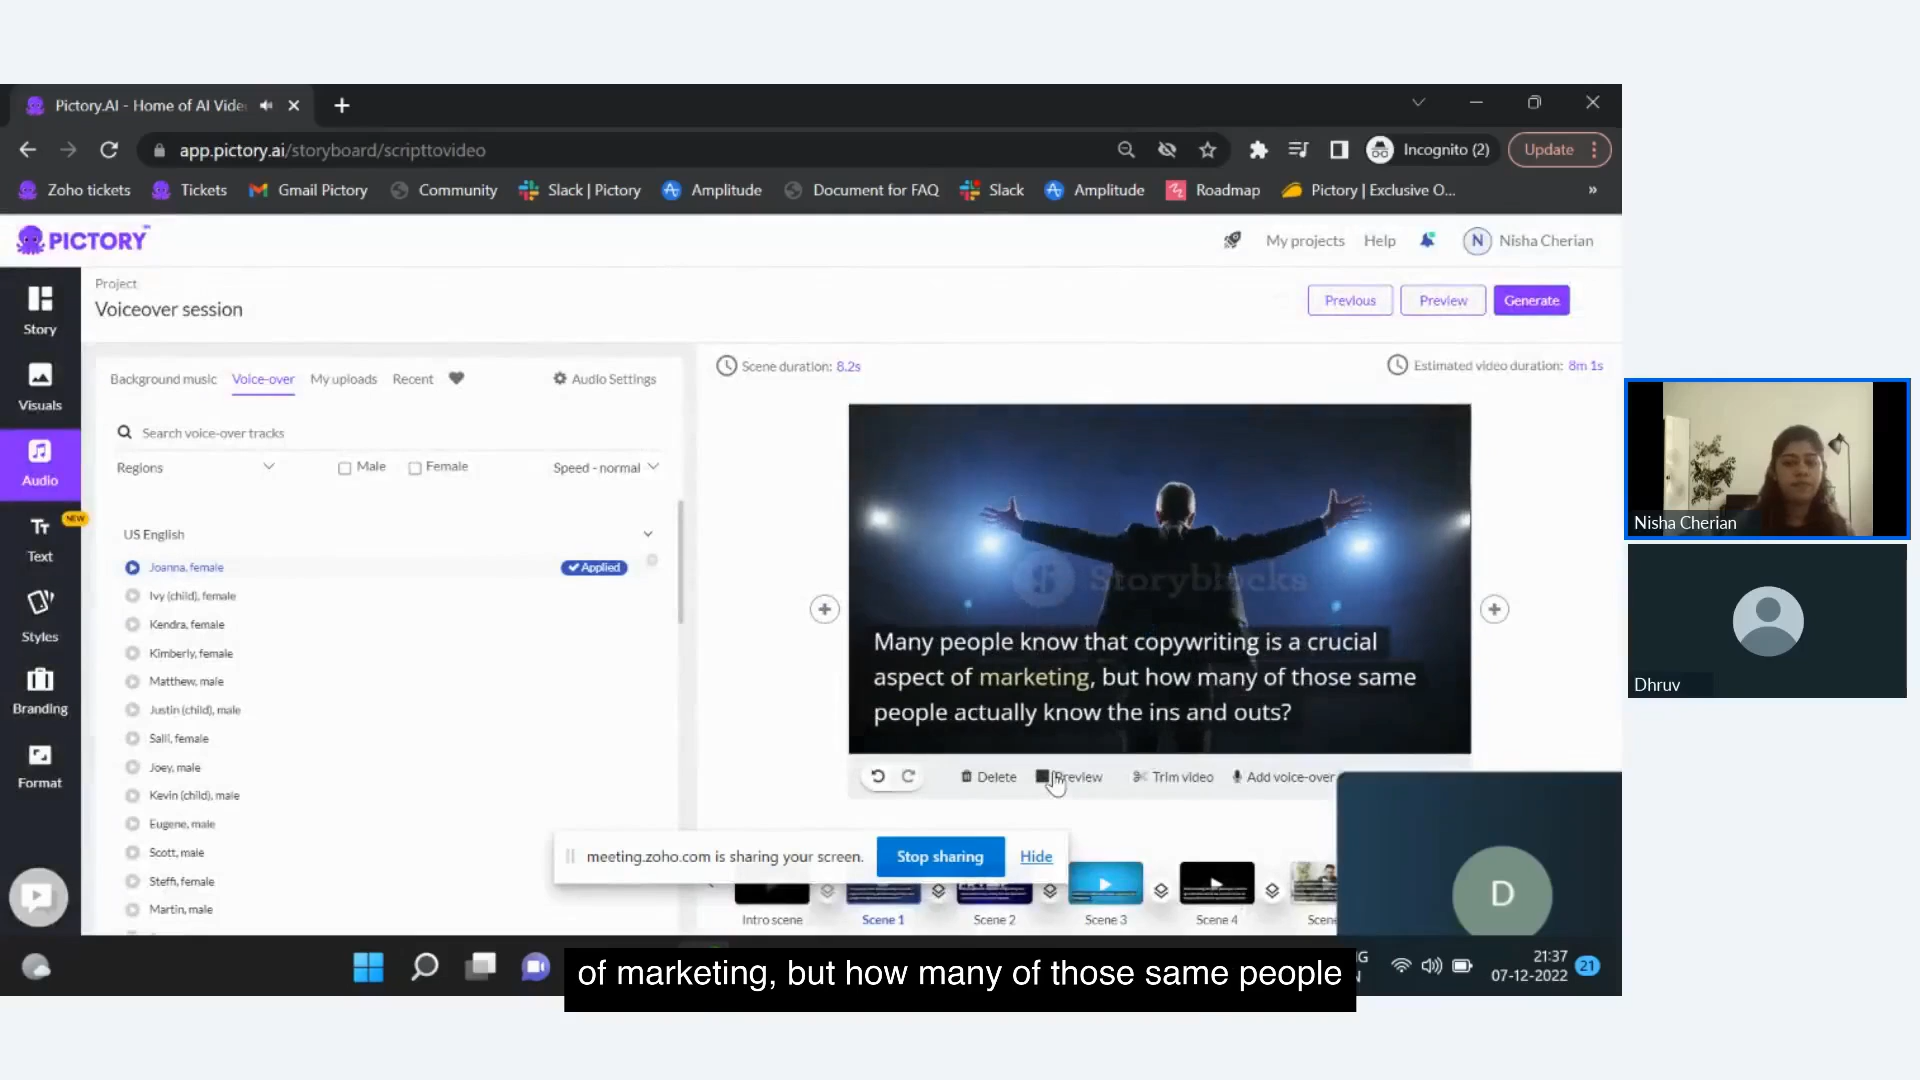 Pictory.AI - Home of AI Vide
app.pictory.ai/storyboard/scripttovideo
Incognito (2)
Update
Zoho tickets
Tickets
Gmail Pictory
Community
Slack | Pictory
Amplitude
Document for FAQ
Slack
Amplitude
Roadmap
Pictory | Exclusive O...
»
PICTORY
My projects
Help
N
Nisha Cherian
Project
Voiceover session
Previous
Preview
Generate
Story
Visuals
Audio
NEW
Text
Styles
Branding
Format
Background music
Voice-over
My uploads
Recent
Audio Settings
Search voice-over tracks
Regions
Male
Female
Speed - normal
US English
Joanna, female
Applied
Ivy (child), female
Kendra, female
Kimberly, female
Matthew, male
Justin (child), male
Salli, female
Joey, male
Kevin (child), male
Eugene, male
Scott, male
Steffi, female
Martin, male
Scene duration: 8.2s
Estimated video duration: 8m 1s
Storyblocks
Many people know that copywriting is a crucial
aspect of marketing, but how many of those same
people actually know the ins and outs?
Delete
Preview
Trim video
Add voice-over
meeting.zoho.com is sharing your screen.
Stop sharing
Hide
Intro scene
Scene 1
Scene 2
Scene 3
Scene 4
Scen
D
21:37
07-12-2022
21
of marketing, but how many of those same people
Nisha Cherian
Dhruv